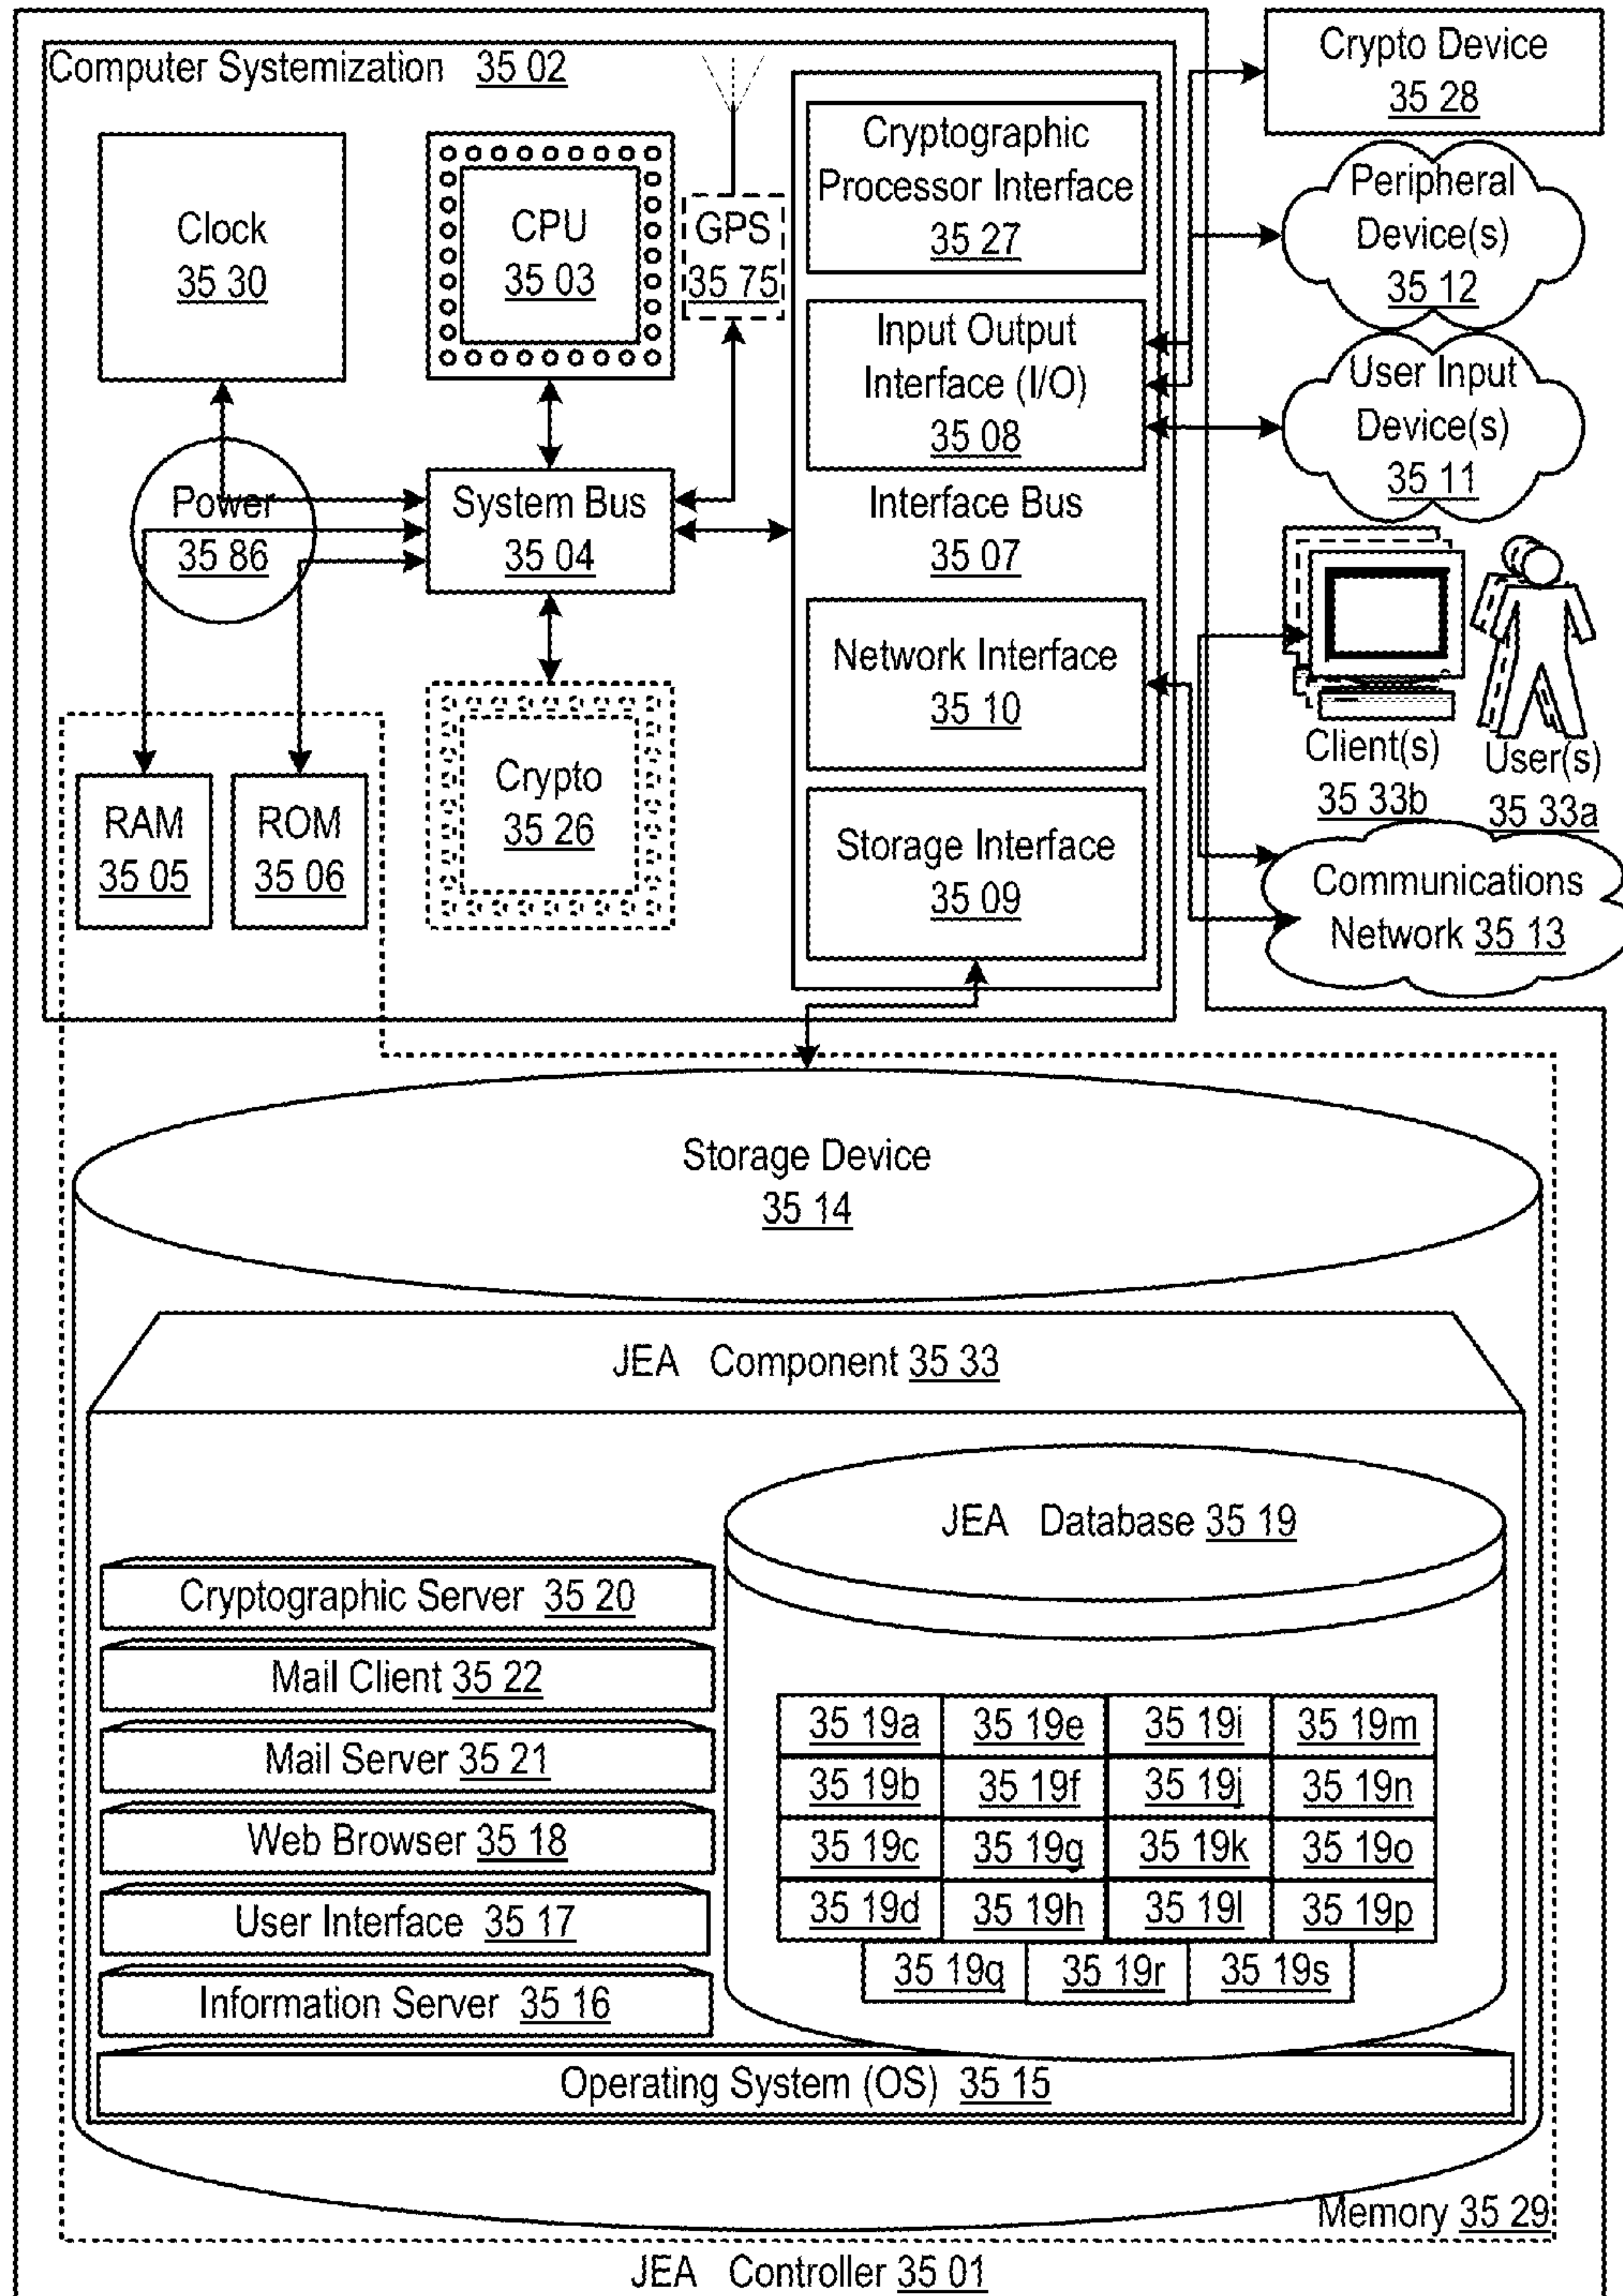 Computer Systemization 35 02
Clock
35 30
CPU
35 03
GPS
35 75
Cryptographic
Processor Interface
35 27
Input Output
Interface (I/O)
35 08
Interface Bus
35 07
Network Interface
35 10
Storage Interface
35 09
Power
35 86
System Bus
35 04
Crypto
35 26
RAM
35 05
ROM
35 06
Crypto Device
35 28
Peripheral
Device(s)
35 12
User Input
Device(s)
35 11
Client(s)
35 33b
User(s)
35 33a
Communications
Network 35 13
Storage Device
35 14
JEA Component 35 33
JEA Database 35 19
Cryptographic Server 35 20
Mail Client 35 22
Mail Server 35 21
Web Browser 35 18
User Interface 35 17
Information Server 35 16
35 19a 35 19e 35 19i 35 19m
35 19b 35 19f 35 19j 35 19n
35 19c 35 19g 35 19k 35 19o
35 19d 35 19h 35 19l 35 19p
35 19q 35 19r 35 19s
Operating System (OS) 35 15
Memory 35 29
JEA Controller 35 01